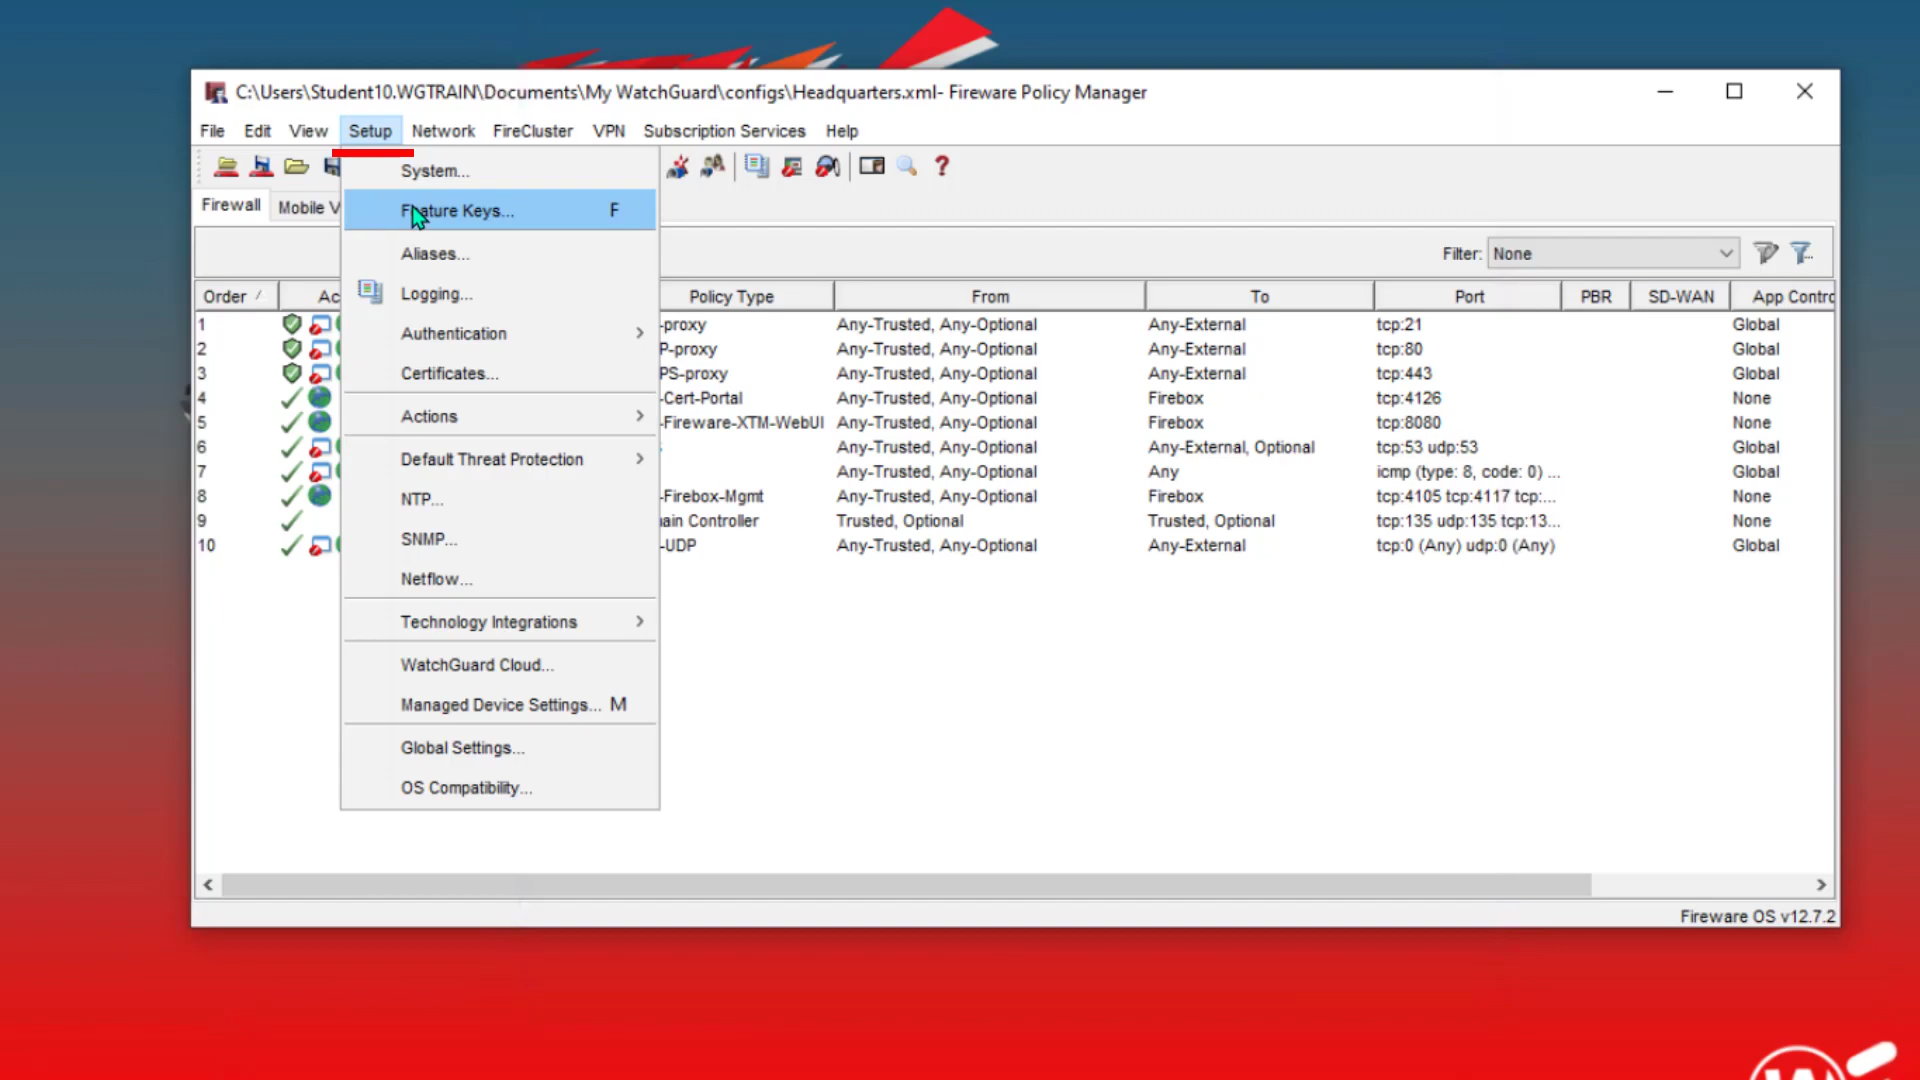 C:\Users\Student10.WGTRAIN\Documents\My WatchGuard\configs\Headquarters.xml- Fireware Policy Manager
File Edit View Setup Network FireCluster VPN Subscription Services Help
System...
Feature Keys... F
Aliases...
Logging...
Authentication
Certificates...
Actions
Default Threat Protection
NTP...
SNMP...
Netflow...
Technology Integrations
WatchGuard Cloud...
Managed Device Settings... M
Global Settings...
OS Compatibility...
Firewall Mobile V
Filter: None
Order / Ac Policy Type From To Port PBR SD-WAN App Contro
1 -proxy Any-Trusted, Any-Optional Any-External tcp:21 Global
2 P-proxy Any-Trusted, Any-Optional Any-External tcp:80 Global
3 PS-proxy Any-Trusted, Any-Optional Any-External tcp:443 Global
4 -Cert-Portal Any-Trusted, Any-Optional Firebox tcp:4126 None
5 -Fireware-XTM-WebUI Any-Trusted, Any-Optional Firebox tcp:8080 None
6 Any-Trusted, Any-Optional Any-External, Optional tcp:53 udp:53 Global
7 Any-Trusted, Any-Optional Any icmp (type: 8, code: 0) ... Global
8 -Firebox-Mgmt Any-Trusted, Any-Optional Firebox tcp:4105 tcp:4117 tcp:... None
9 ain Controller Trusted, Optional Trusted, Optional tcp:135 udp:135 tcp:13... None
10 -UDP Any-Trusted, Any-Optional Any-External tcp:0 (Any) udp:0 (Any) Global
Fireware OS v12.7.2